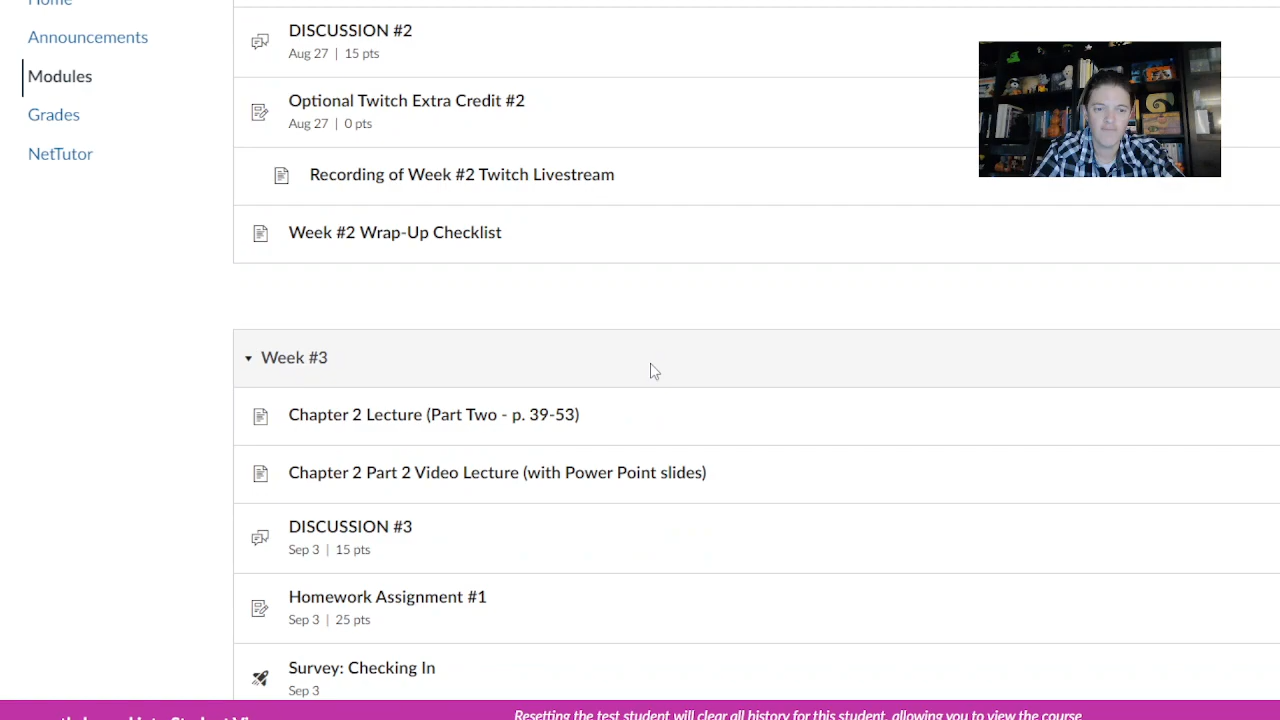 Home
Announcements
Modules
Grades
NetTutor
DISCUSSION #2
Aug 27 | 15 pts
Optional Twitch Extra Credit #2
Aug 27 | 0 pts
Recording of Week #2 Twitch Livestream
Week #2 Wrap-Up Checklist
Week #3
Chapter 2 Lecture (Part Two - p. 39-53)
Chapter 2 Part 2 Video Lecture (with Power Point slides)
DISCUSSION #3
Sep 3 | 15 pts
Homework Assignment #1
Sep 3 | 25 pts
Survey: Checking In
Sep 3
Resetting the test student will clear all history for this student, allowing you to view the course